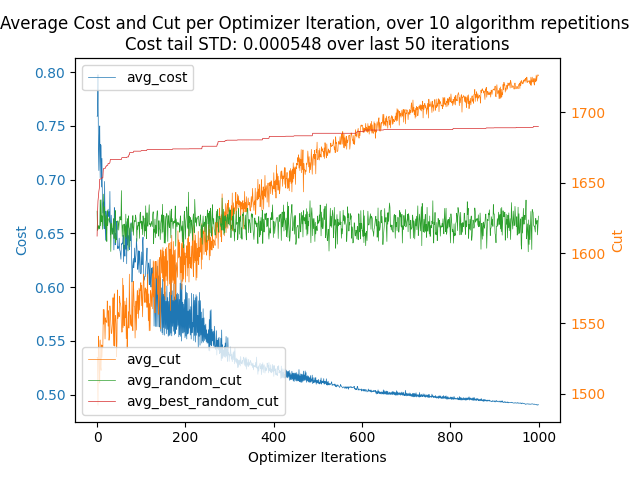 Average Cost and Cut per Optimizer Iteration, over 10 algorithm repetitions
Cost tail STD: 0.000548 over last 50 iterations
avg_cost
0.80
0.75
0.70
0.65
0.60
0.55
0.50
Cost
1700
1650
1600
1550
1500
Cut
avg_cut
avg_random_cut
avg_best_random_cut
0 200 400 600 800 1000
Optimizer Iterations